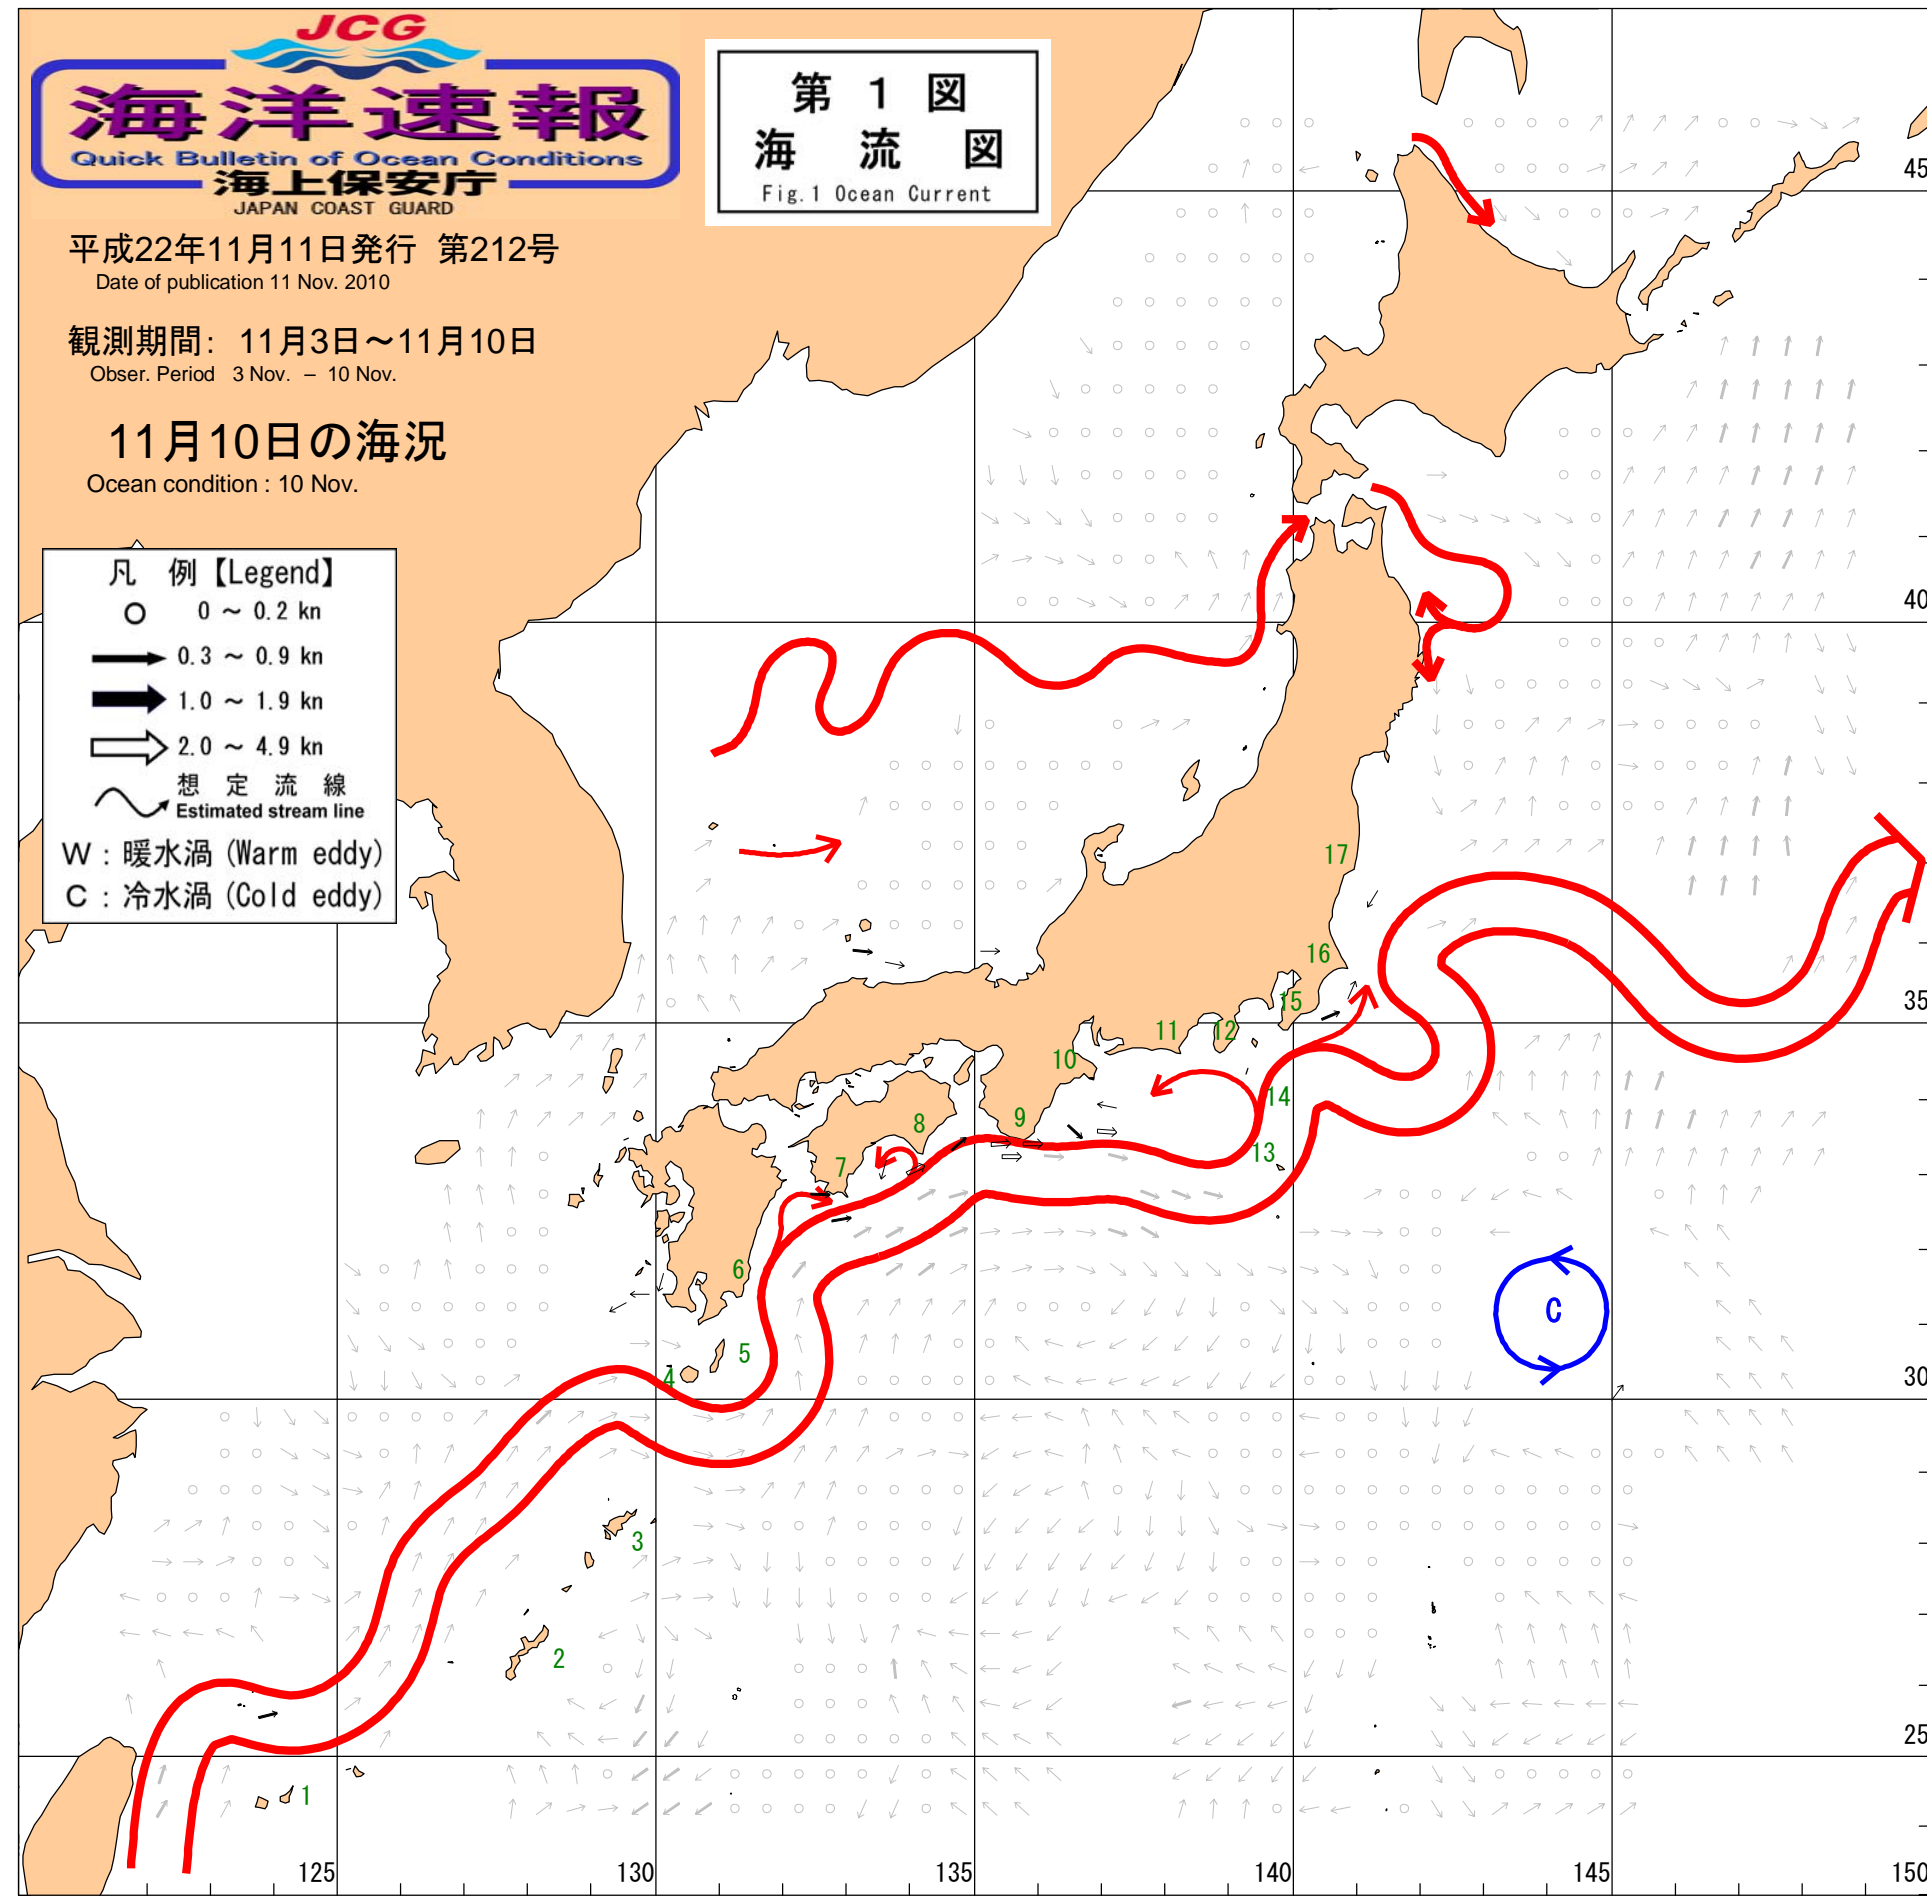 JCG
海洋速報
Quick Bulletin of Ocean Conditions
海上保安庁
JAPAN COAST GUARD
第 1 図
海 流 図
Fig.1 Ocean Current
平成22年11月11日発行 第212号
Date of publication 11 Nov. 2010
観測期間: 11月3日～11月10日
Obser. Period 3 Nov. – 10 Nov.
11月10日の海況
Ocean condition : 10 Nov.
凡 例【Legend】
0 ～ 0.2 kn
0.3 ～ 0.9 kn
1.0 ～ 1.9 kn
2.0 ～ 4.9 kn
想 定 流 線
Estimated stream line
W : 暖水渦 (Warm eddy)
C : 冷水渦 (Cold eddy)
45
40
17
16
35
15
12
11
10
14
9
8
13
7
6
C
5
4
30
3
2
25
1
125
130
135
140
145
150